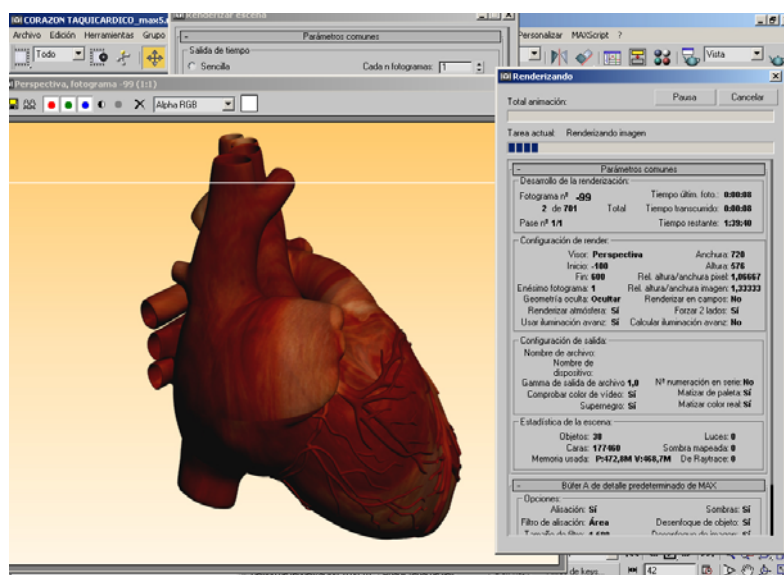 CORAZON TAQUICARDICO_max5.
Renderizar escena
Archivo Edición Herramientas Grupo
Personalizar MAXScript ?
Parámetros comunes
Todo
Salida de tiempo
Sencilla
Cada n fotogramas: 1
Vista
Perspectiva, fotograma -99 (1:1)
Alpha RGB
Renderizando
Total animación:
Pausa
Cancelar
Tarea actual: Renderizando imagen
Parámetros comunes
Desarrollo de la renderización:
Fotograma nº -99 Tiempo últim. foto.: 0:00:08
2 de 701 Total Tiempo transcurrido: 0:00:08
Pase nº 1/1 Tiempo restante: 1:39:40
Configuración de render:
Visor: Perspectiva Anchura: 720
Inicio: -100 Altura: 576
Fin: 600 Rel. altura/anchura pixel: 1,06667
Enésimo fotograma: 1 Rel. altura/anchura imagen: 1,33333
Geometría oculta: Ocultar Renderizar en campos: No
Renderizar atmósfera: Sí Forzar 2 lados: Sí
Usar iluminación avanz: Sí Calcular iluminación avanz: No
Configuración de salida:
Nombre de archivo:
Nombre de
dispositivo:
Gamma de salida de archivo 1,0 Nº numeración en serie: No
Comprobar color de vídeo: Sí Matizar de paleta: Sí
Supernegro: Sí Matizar color real: Sí
Estadística de la escena:
Objetos: 38 Luces: 0
Caras: 177460 Sombra mapeada: 0
Memoria usada: P:472,8M V:468,7M De Raytrace: 0
Búfer A de detalle predeterminado de MAX
Opciones:
Alisación: Sí Sombras: Sí
Filtro de alisación: Área Desenfoque de objeto: Sí
de keys...
42